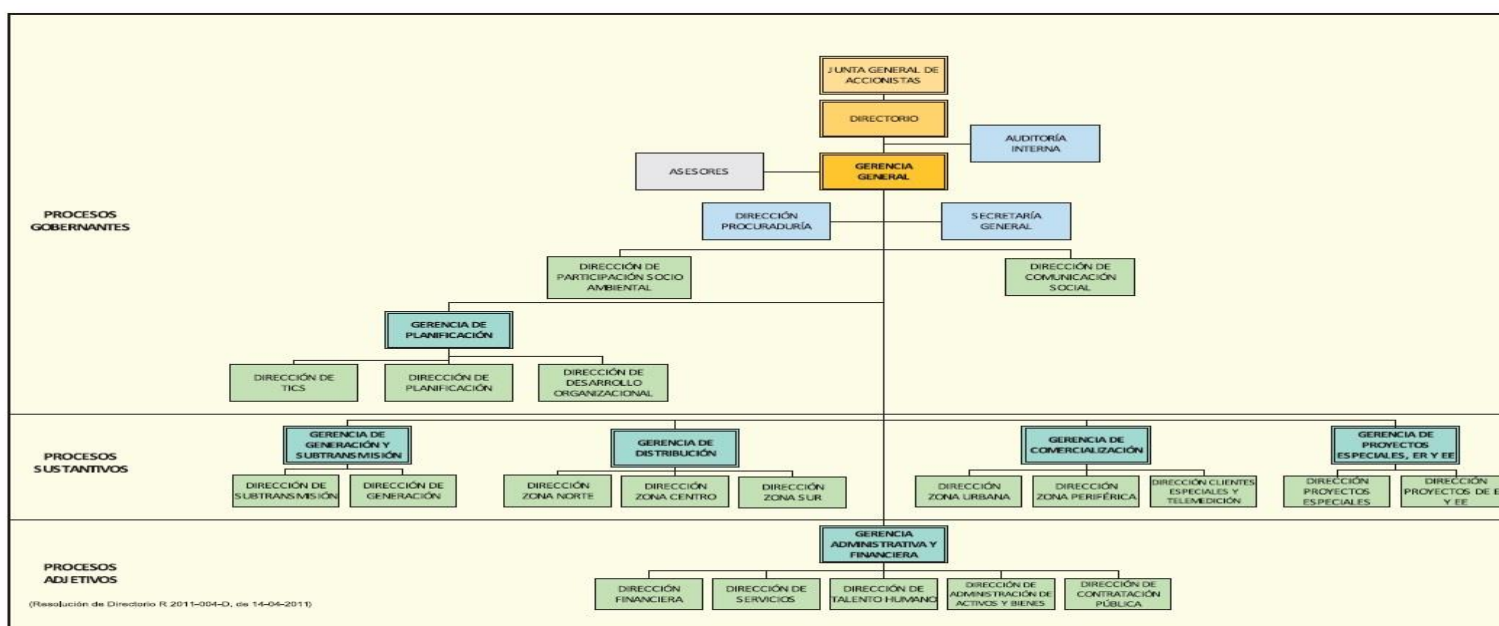 JUNTA GENERAL DE
ACCIONISTAS
DIRECTORIO
AUDITORÍA
INTERNA
ASESORES
GERENCIA
GENERAL
PROCESOS
GOBERNANTES
DIRECCIÓN
PROCURADURÍA
SECRETARÍA
GENERAL
DIRECCIÓN DE
PARTICIPACIÓN SOCIO
AMBIENTAL
DIRECCIÓN DE
COMUNICACIÓN
SOCIAL
GERENCIA DE
PLANIFICACIÓN
DIRECCIÓN DE
TICS
DIRECCIÓN DE
PLANIFICACIÓN
DIRECCIÓN DE
DESARROLLO
ORGANIZACIONAL
PROCESOS
SUSTANTIVOS
GERENCIA DE
GENERACIÓN Y
SUBTRANSMISIÓN
GERENCIA DE
DISTRIBUCIÓN
GERENCIA DE
COMERCIALIZACIÓN
GERENCIA DE
PROYECTOS
ESPECIALES, ER Y EE
DIRECCIÓN DE
SUBTRANSMISIÓN
DIRECCIÓN DE
GENERACIÓN
DIRECCIÓN
ZONA NORTE
DIRECCIÓN
ZONA CENTRO
DIRECCIÓN
ZONA SUR
DIRECCIÓN
ZONA URBANA
DIRECCIÓN
ZONA PERIFÉRICA
DIRECCIÓN CLIENTES
ESPECIALES Y
TELEMEDICIÓN
DIRECCIÓN
PROYECTOS
ESPECIALES
DIRECCIÓN
PROYECTOS DE E
Y EE
PROCESOS
ADJETIVOS
GERENCIA
ADMINISTRATIVA Y
FINANCIERA
DIRECCIÓN
FINANCIERA
DIRECCIÓN DE
SERVICIOS
DIRECCIÓN DE
TALENTO HUMANO
DIRECCIÓN DE
ADMINISTRACIÓN DE
ACTIVOS Y BIENES
DIRECCIÓN DE
CONTRATACIÓN
PÚBLICA
(Resolución de Directorio R 2011-004-D, de 14-04-2011)